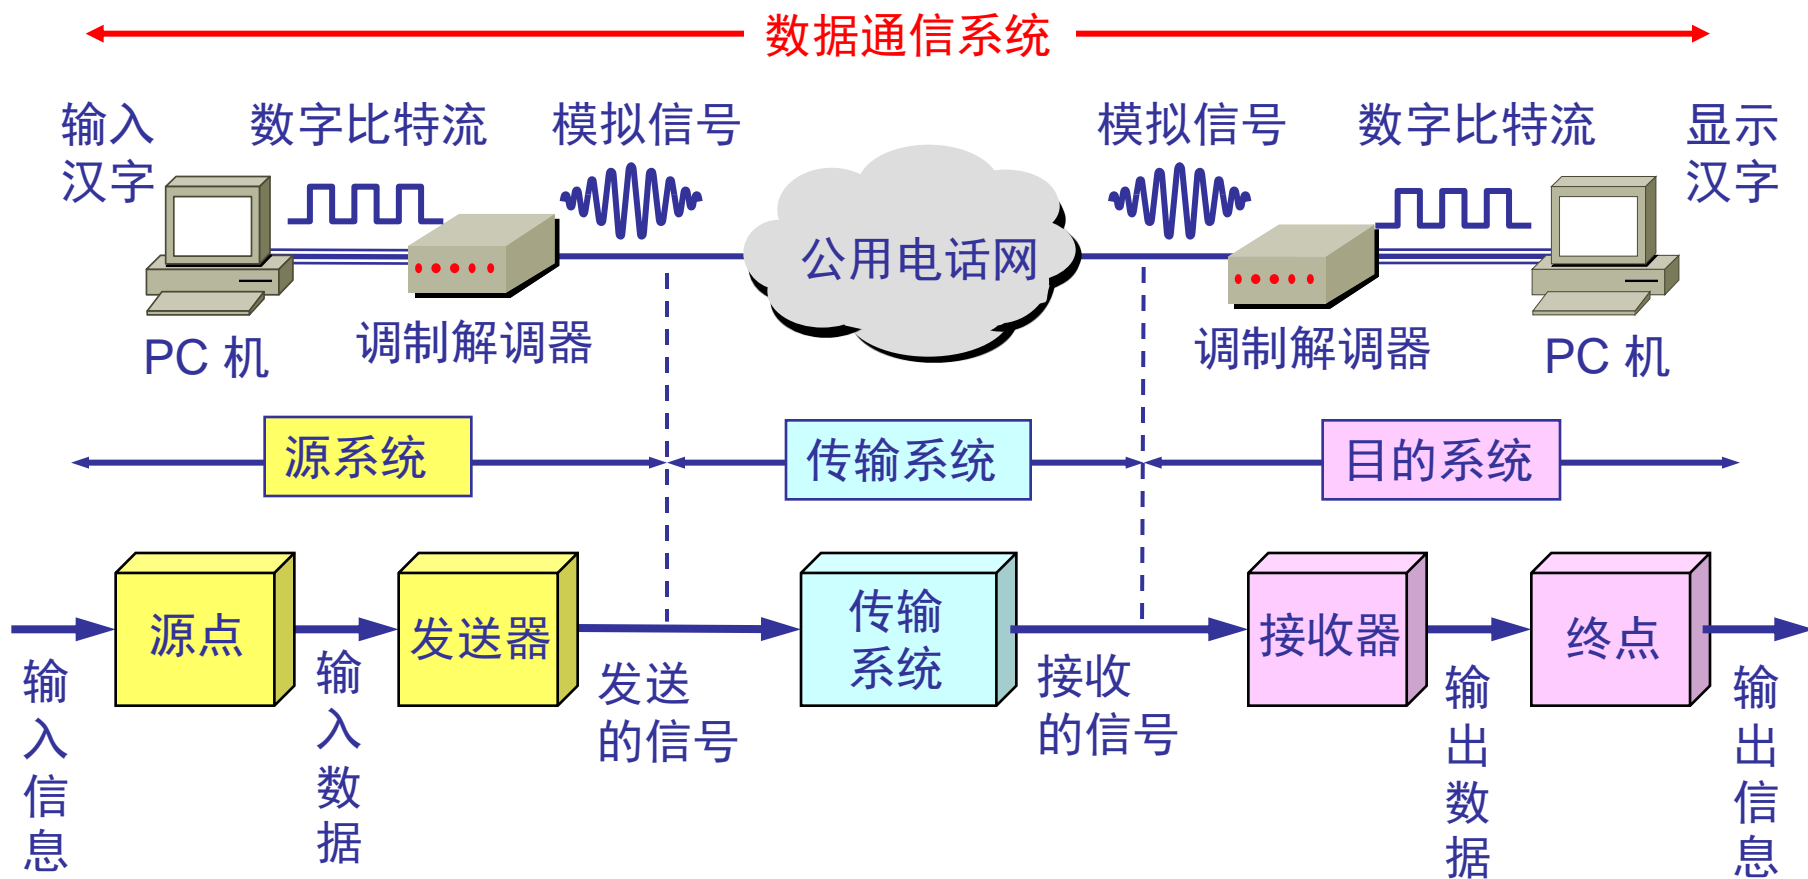 数据通信系统
输入
汉字
数字比特流
模拟信号
模拟信号
数字比特流
显示
汉字
公用电话网
PC 机
调制解调器
调制解调器
PC 机
源系统
传输系统
目的系统
源点
发送器
传输
系统
接收器
终点
输
入
信
息
输
入
数
据
发送
的信号
接收
的信号
输
出
数
据
输
出
信
息